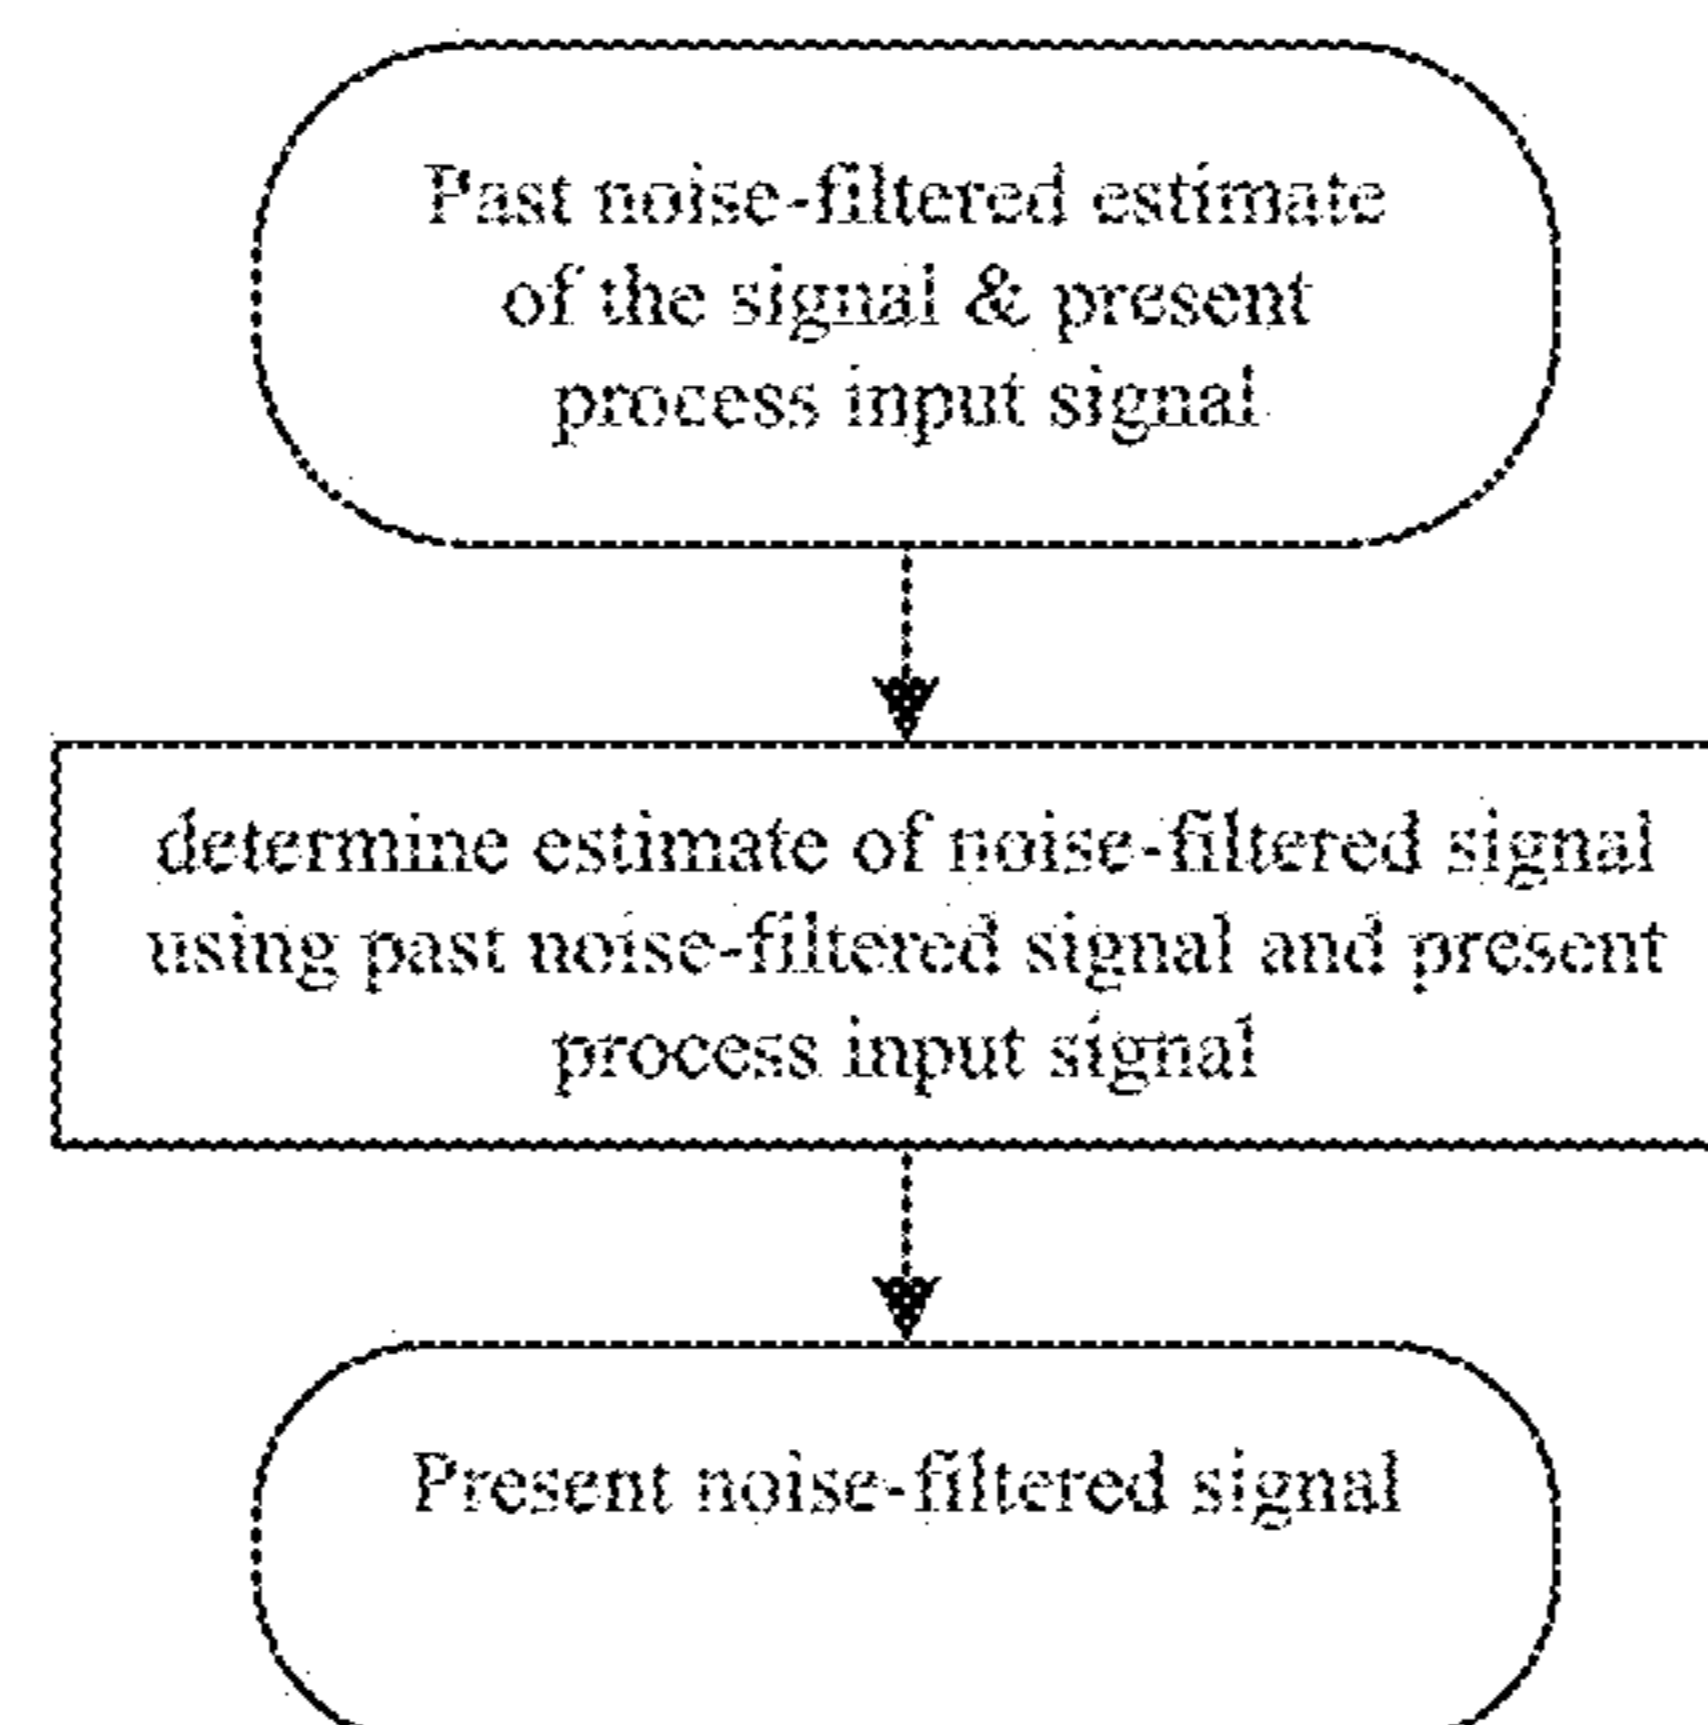 Past noise-filtered estimate
of the signal & present
process input signal
determine estimate of noise-filtered signal
using past noise-filtered signal and present
process input signal
Present noise-filtered signal